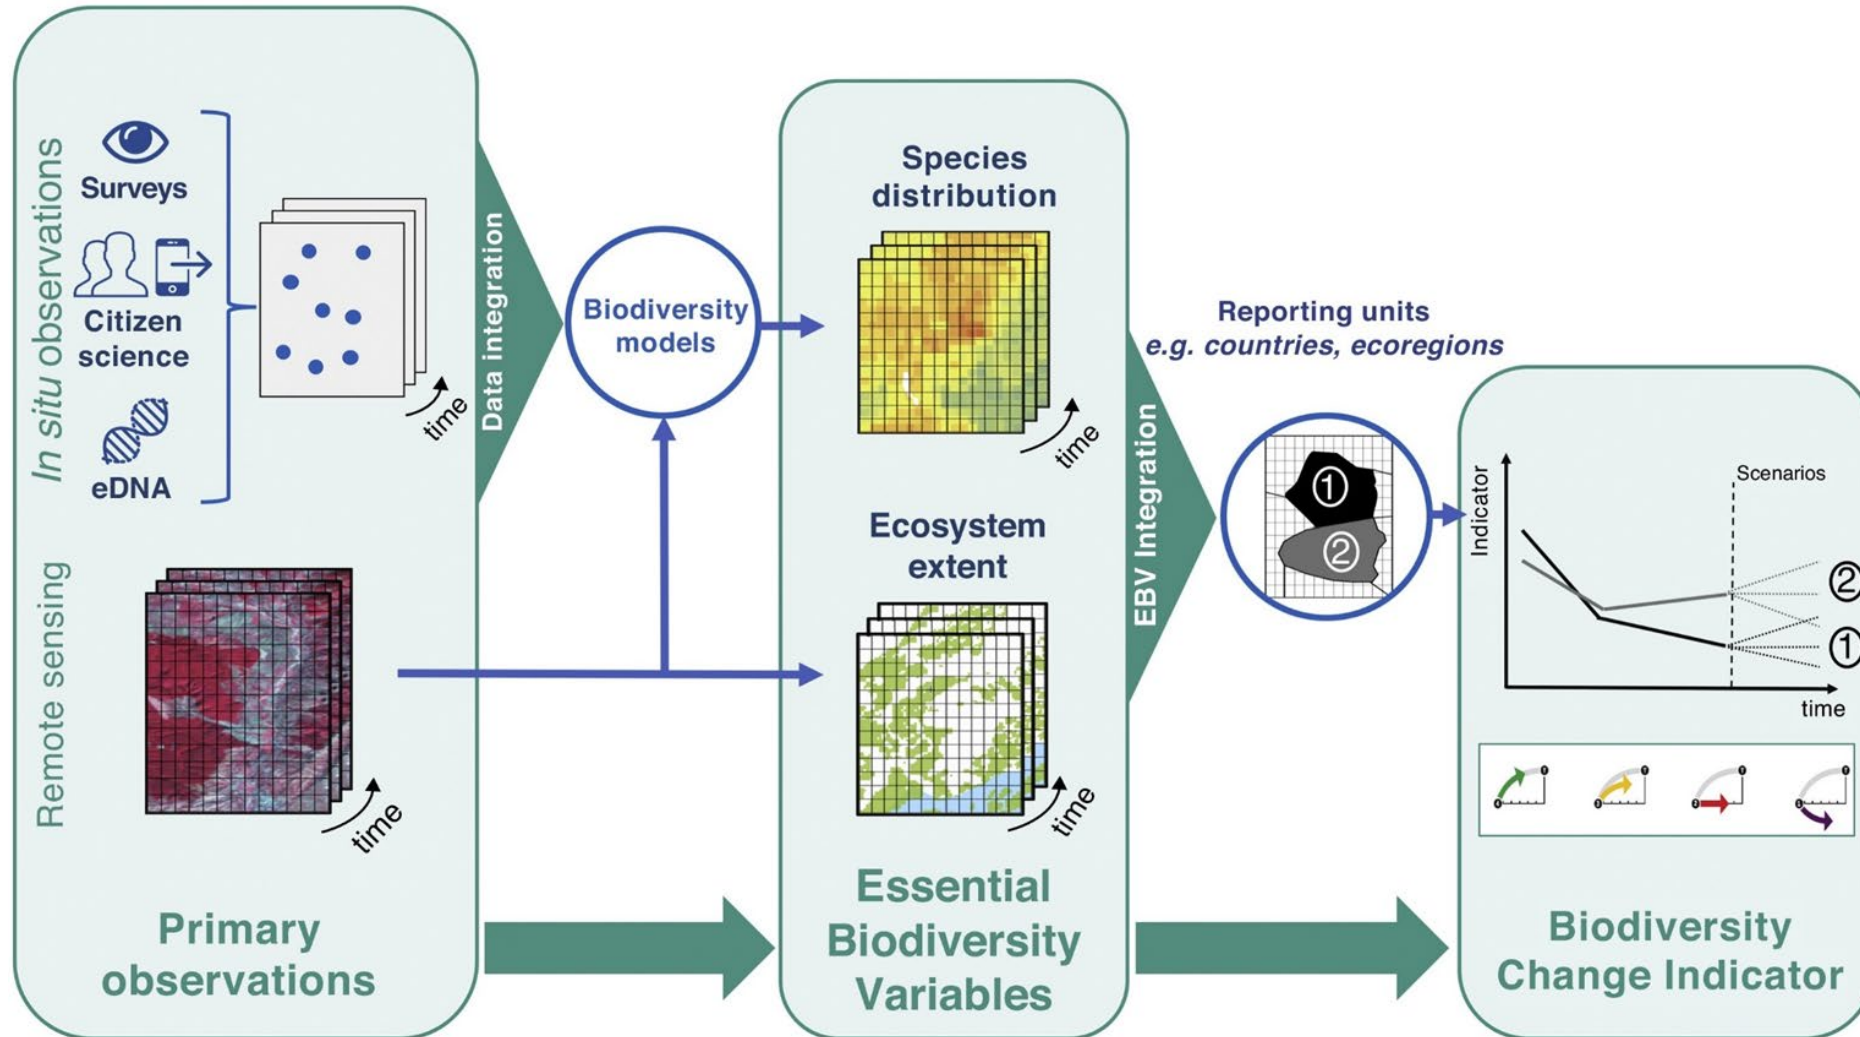 In situ observations
Surveys
Citizen
science
eDNA
time
Remote sensing
time
Primary
observations
Data integration
Biodiversity
models
Species
distribution
time
Ecosystem
extent
time
Essential
Biodiversity
Variables
EBV Integration
Reporting units
e.g. countries, ecoregions
1
2
Indicator
Scenarios
2
1
time
Biodiversity
Change Indicator